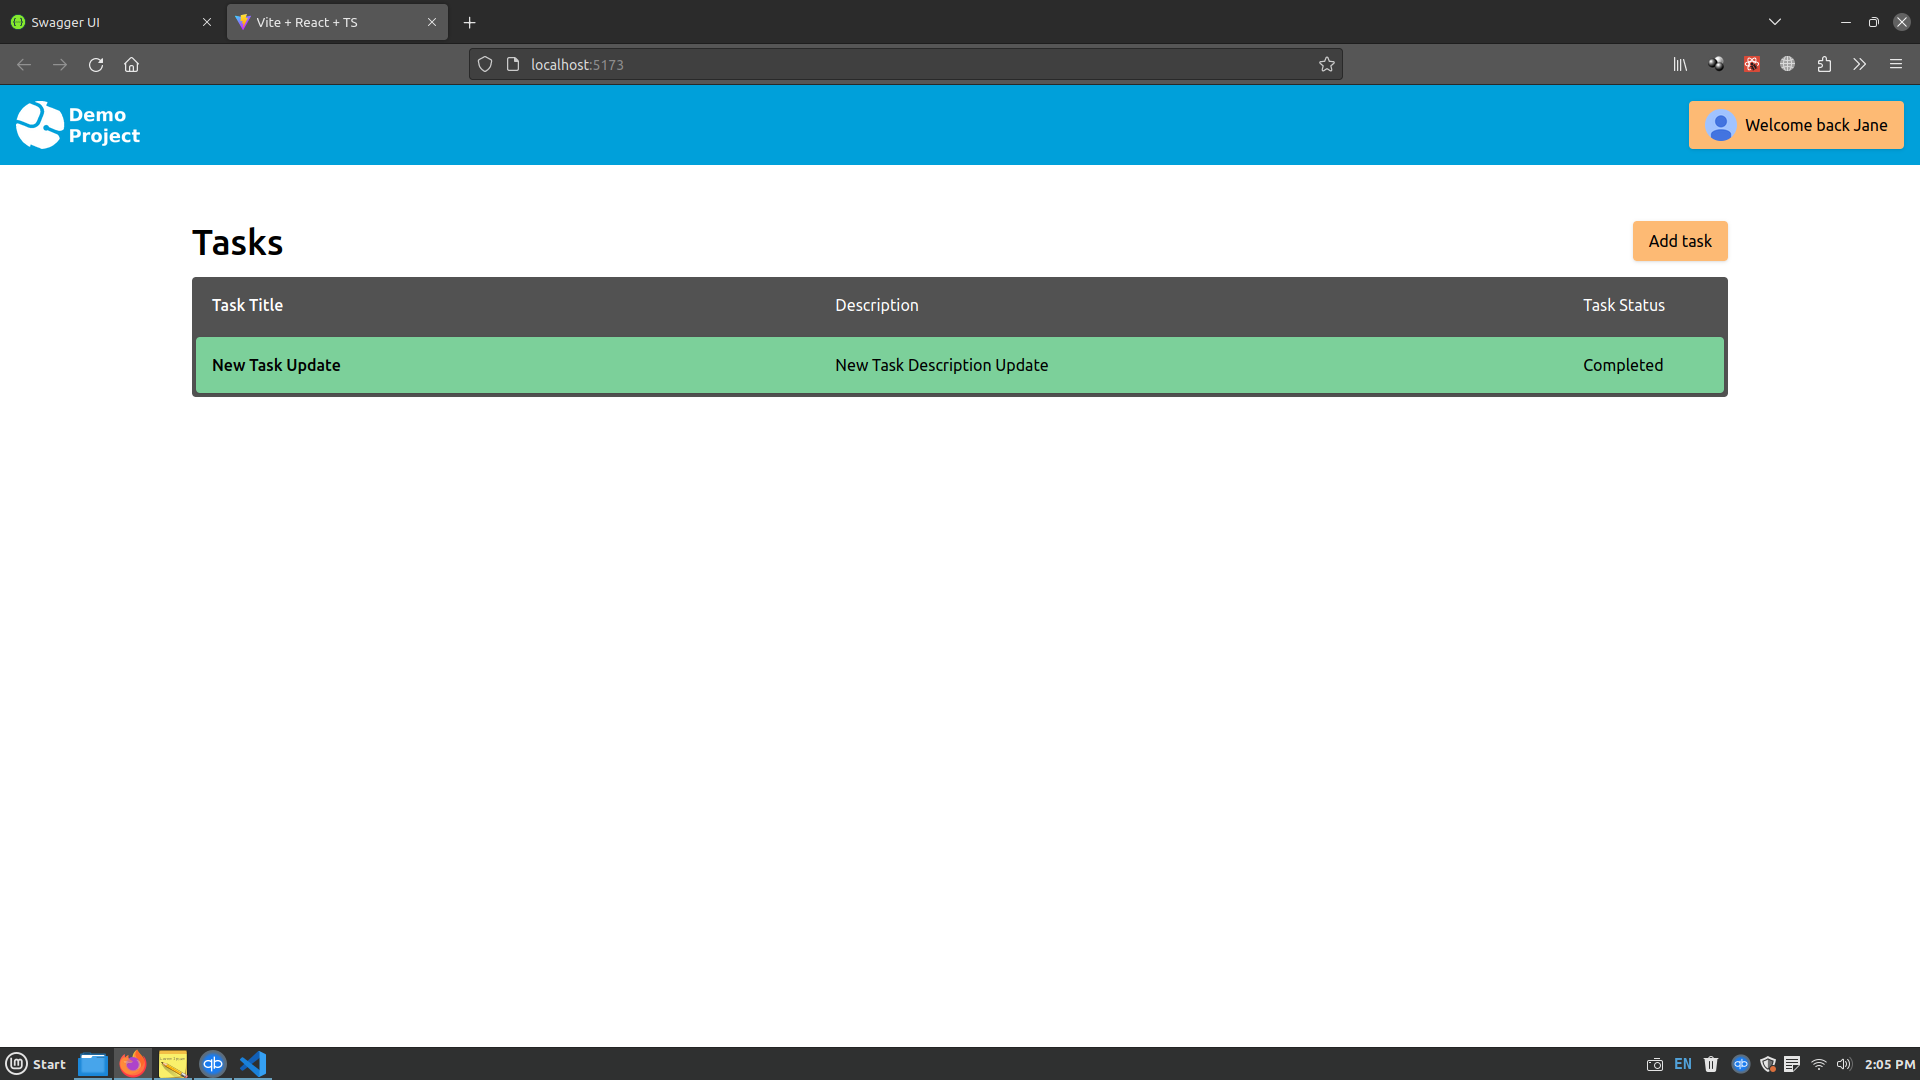 Swagger UI
Vite + React + TS
localhost:5173
Demo
Project
Welcome back Jane
Tasks
Add task
Task Title Description Task Status
New Task Update New Task Description Update Completed
Start
EN
2:05 PM